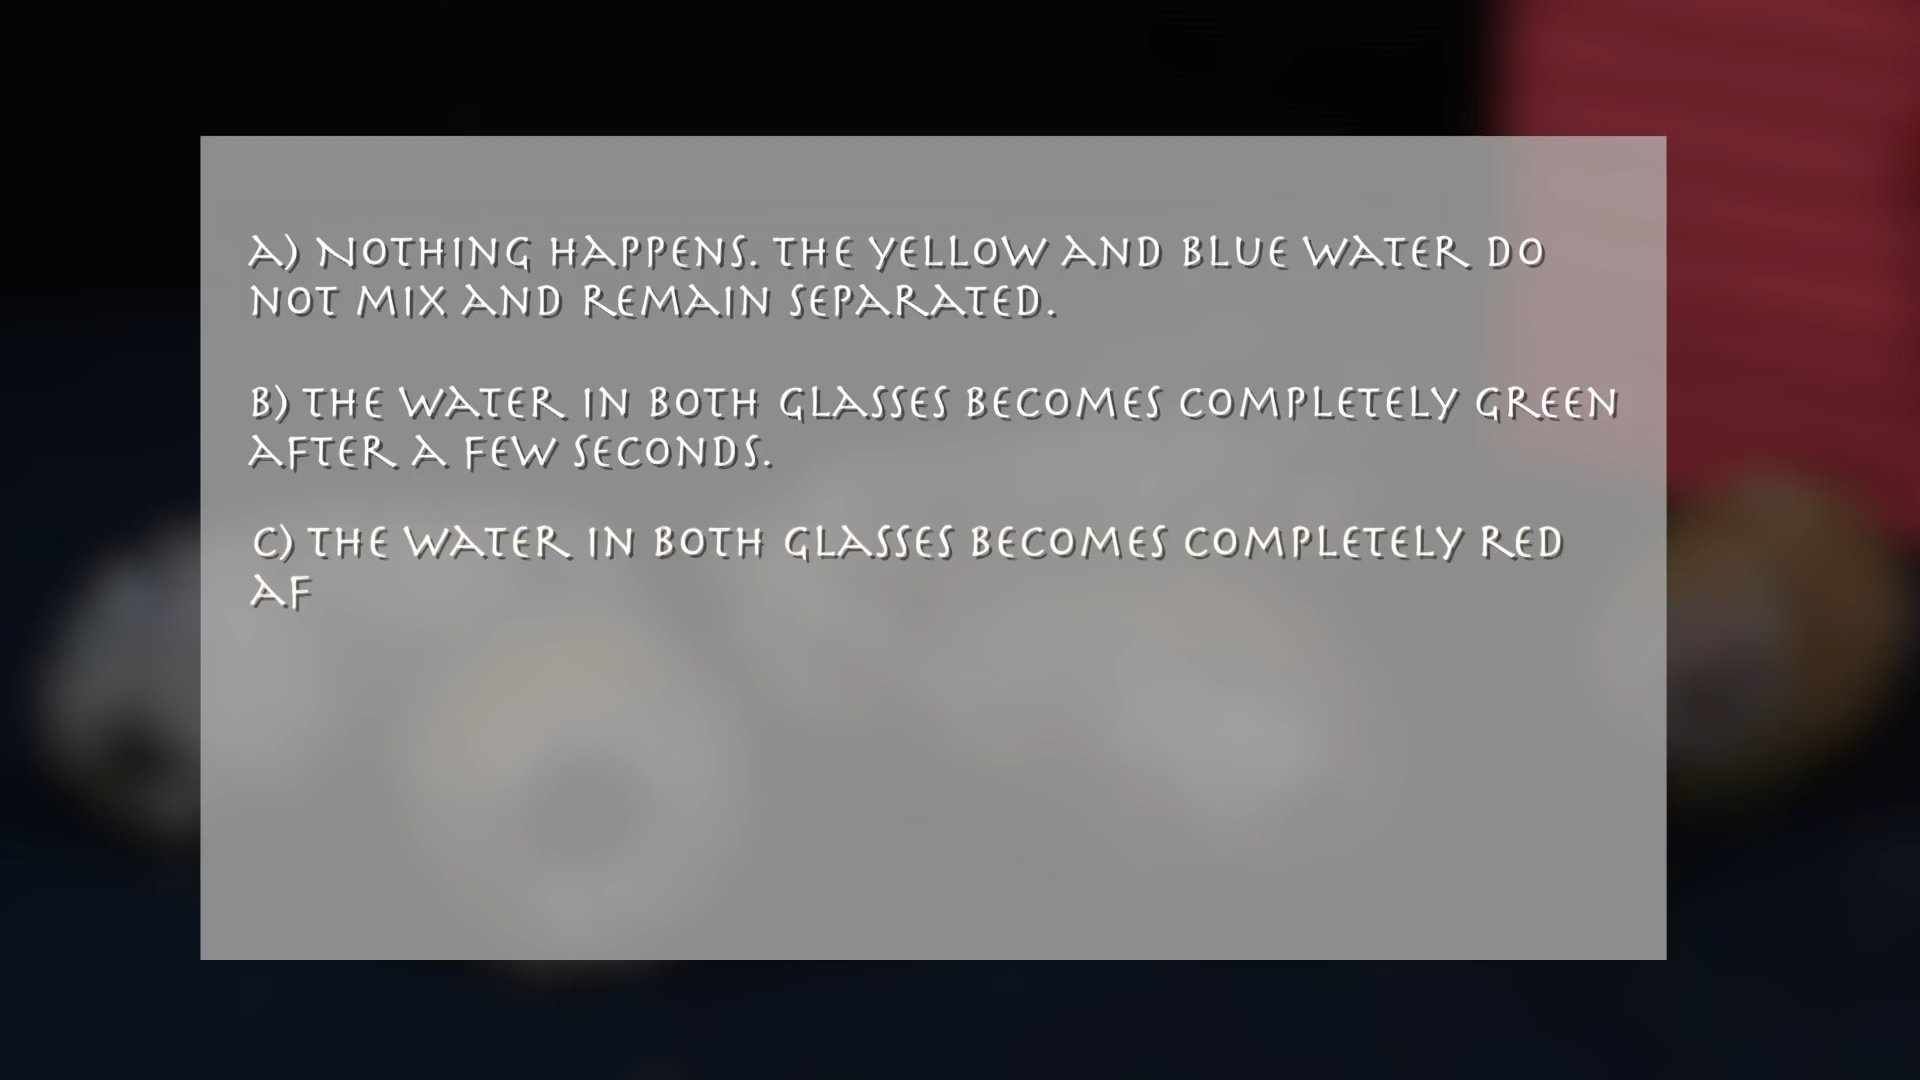 a) Nothing happens. The yellow and blue water do
not mix and remain separated.
b) The water in both glasses becomes completely green
after a few seconds.
c) The water in both glasses becomes completely red
af